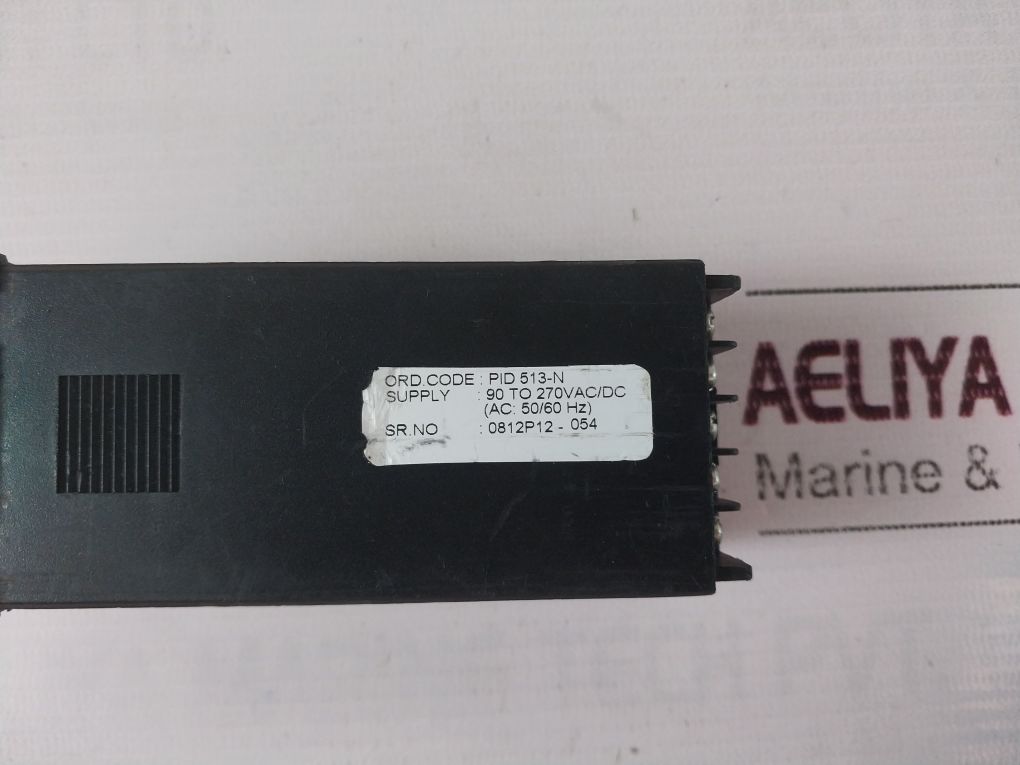 ORD.CODE : PID 513-N
SUPPLY : 90 TO 270VAC/DC
(AC: 50/60 Hz)
SR.NO : 0812P12 - 054
AELIYA
Marine &